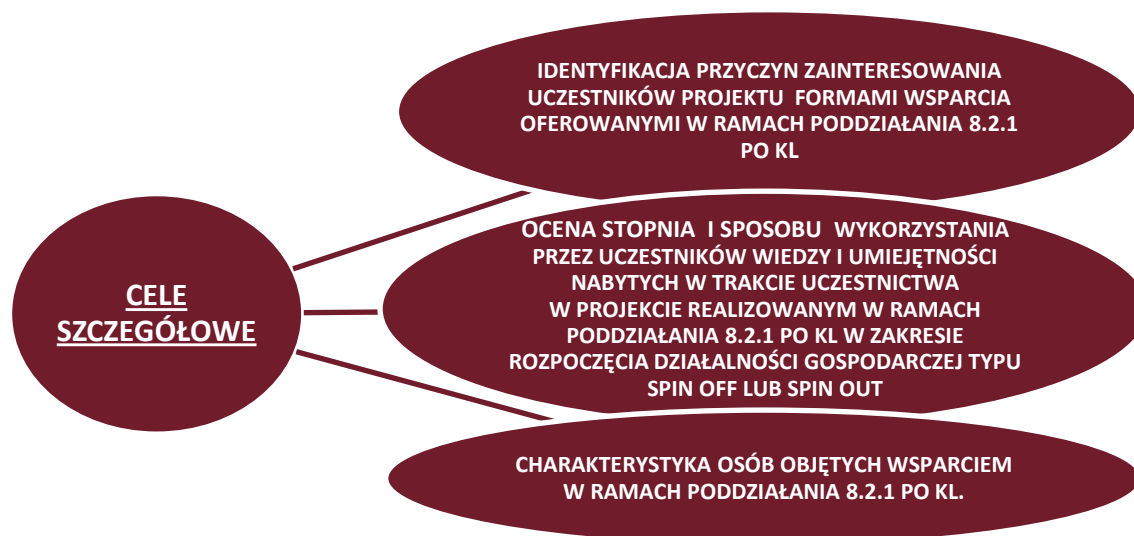 IDENTYFIKACJA PRZYCZYN ZAINTERESOWANIA
UCZESTNIKÓW PROJEKTU FORMAMI WSPARCIA
OFEROWANYMI W RAMACH PODDZIAŁANIA 8.2.1
PO KL
CELE
SZCZEGÓŁOWE
OCENA STOPNIA I SPOSOBU WYKORZYSTANIA
PRZEZ UCZESTNIKÓW WIEDZY I UMIEJĘTNOŚCI
NABYTYCH W TRAKCIE UCZESTNICTWA
W PROJEKCIE REALIZOWANYM W RAMACH
PODDZIAŁANIA 8.2.1 PO KL W ZAKRESIE
ROZPOCZĘCIA DZIAŁALNOŚCI GOSPODARCZEJ TYPU
SPIN OFF LUB SPIN OUT
CHARAKTERYSTYKA OSÓB OBJĘTYCH WSPARCIEM
W RAMACH PODDZIAŁANIA 8.2.1 PO KL.